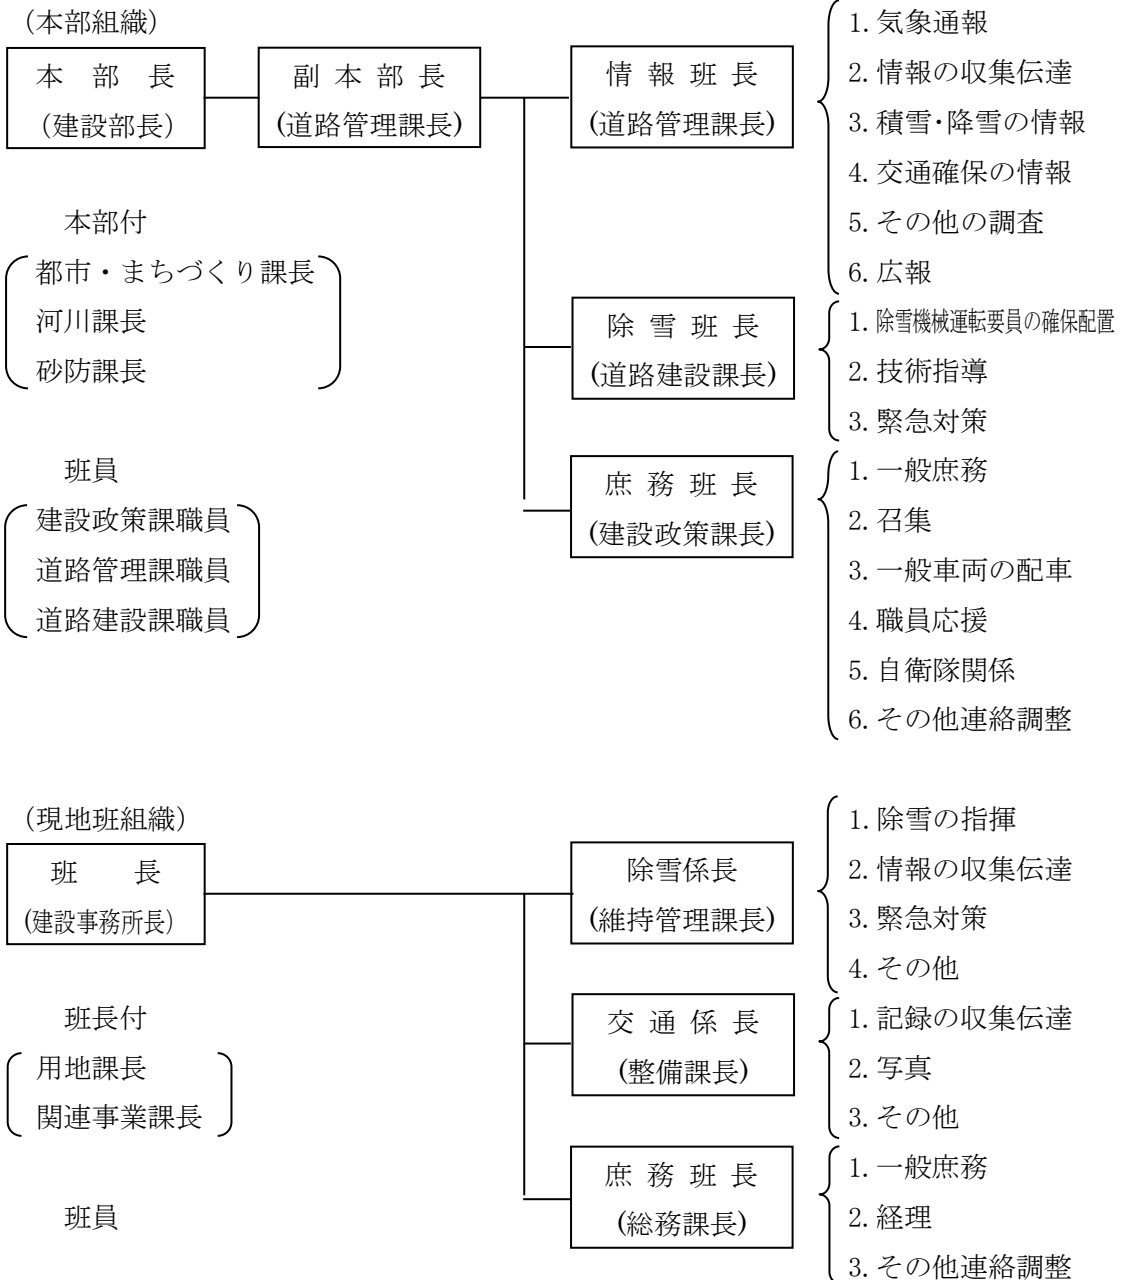 （本部組織）
本　部　長
（建設部長）
副 本 部 長
(道路管理課長)
情 報 班 長
(道路管理課長)
1.気象通報
2.情報の収集伝達
3.積雪･降雪の情報
4.交通確保の情報
5.その他の調査
6.広報
本部付
都市・まちづくり課長
河川課長
砂防課長
除 雪 班 長
(道路建設課長)
1.除雪機械運転要員の確保配置
2.技術指導
3.緊急対策
班員
建設政策課職員
道路管理課職員
道路建設課職員
庶 務 班 長
(建設政策課長)
1.一般庶務
2.召集
3.一般車両の配車
4.職員応援
5.自衛隊関係
6.その他連絡調整
（現地班組織）
班　　長
(建設事務所長）
除雪係長
(維持管理課長)
1.除雪の指揮
2.情報の収集伝達
3.緊急対策
4.その他
班長付
用地課長
関連事業課長
交 通 係 長
(整備課長)
1.記録の収集伝達
2.写真
3.その他
班員
庶 務 班 長
(総務課長)
1.一般庶務
2.経理
3.その他連絡調整